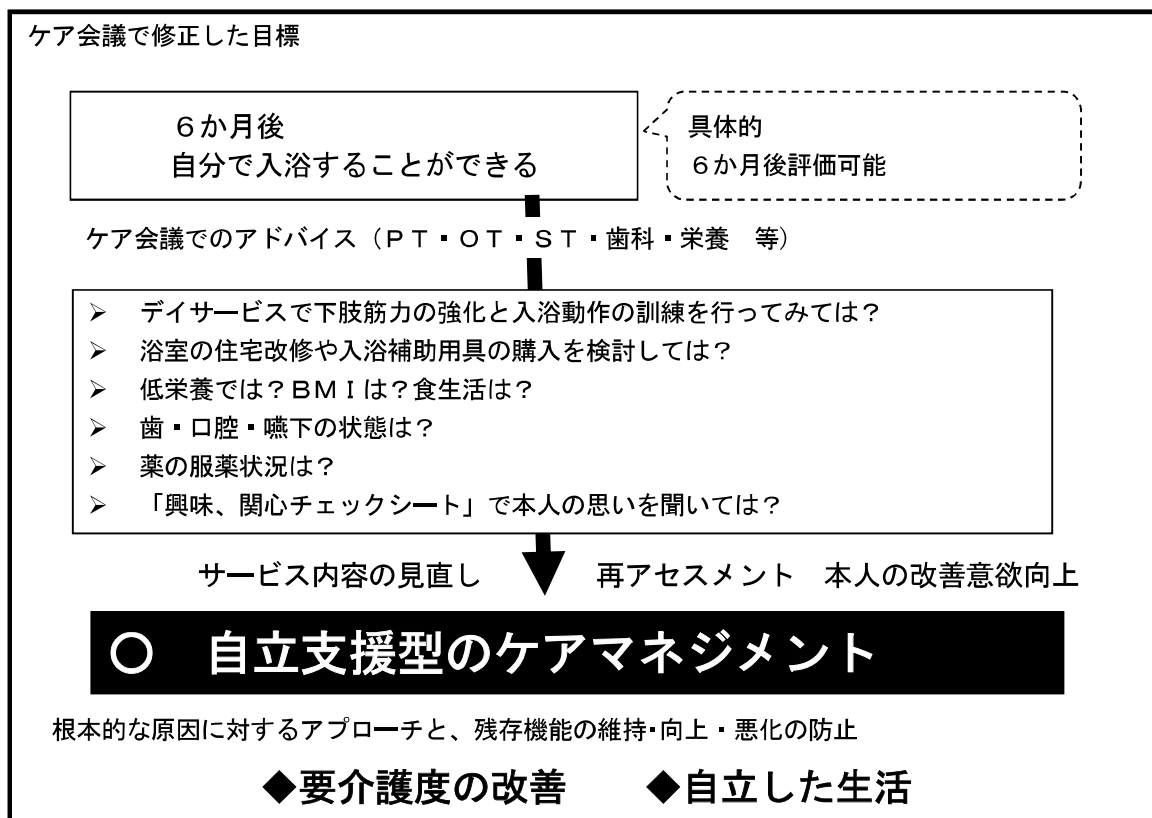 ケア会議で修正した目標
６か月後
自分で入浴することができる
具体的
６か月後評価可能
ケア会議でのアドバイス（ＰＴ・ＯＴ・ＳＴ・歯科・栄養　等）
➢ デイサービスで下肢筋力の強化と入浴動作の訓練を行ってみては？
➢ 浴室の住宅改修や入浴補助用具の購入を検討しては？
➢ 低栄養では？ＢＭＩは？食生活は？
➢ 歯・口腔・嚥下の状態は？
➢ 薬の服薬状況は？
➢ 「興味、関心チェックシート」で本人の思いを聞いては？
サービス内容の見直し　再アセスメント　本人の改善意欲向上
〇　自立支援型のケアマネジメント
根本的な原因に対するアプローチと、残存機能の維持・向上・悪化の防止
◆要介護度の改善　◆自立した生活